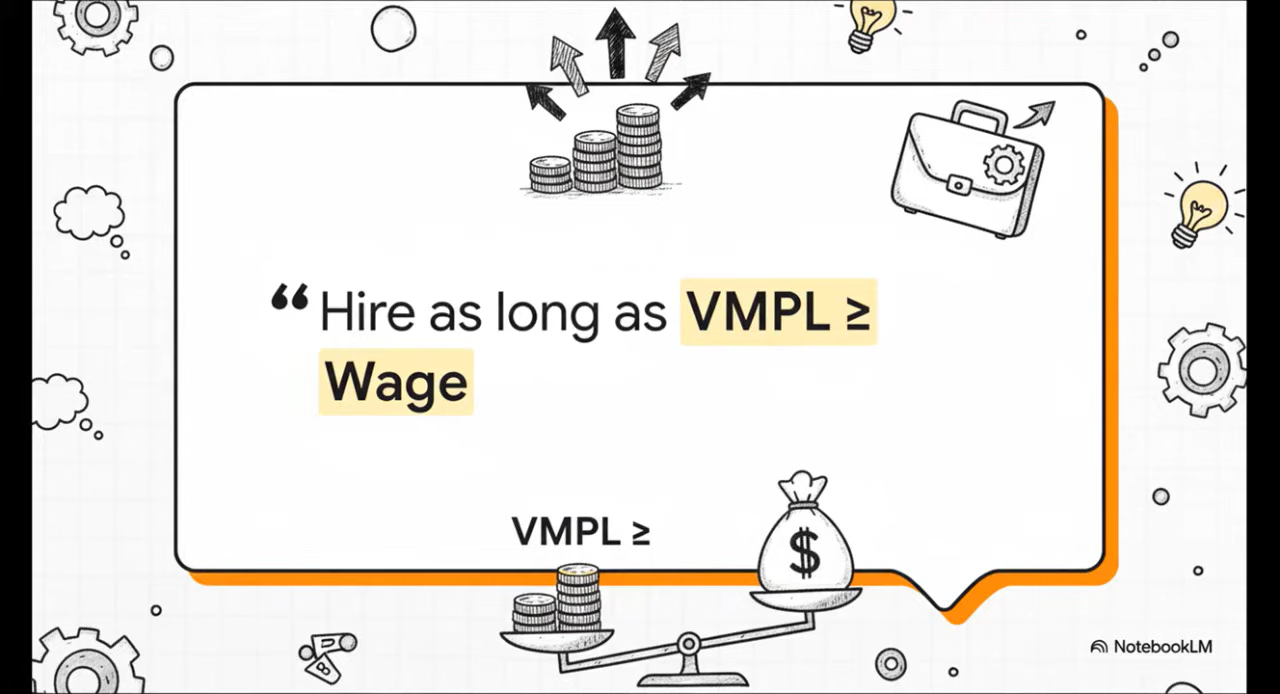 “Hire as long as VMPL ≥
Wage
VMPL ≥
$
NotebookLM